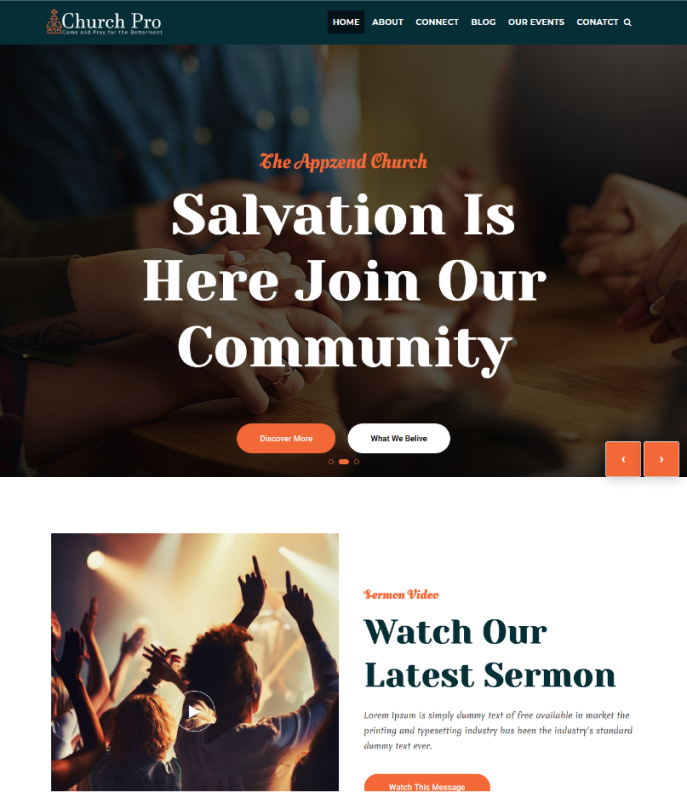 Church Pro
Come and Pray for the Betterment
HOME ABOUT CONNECT BLOG OUR EVENTS CONATCT
The Appzend Church
Salvation Is
Here Join Our
Community
Discover More What We Belive
Sermon Video
Watch Our
Latest Sermon
Lorem Ipsum is simply dummy text of free available in market the
printing and typesetting industry has been the industry's standard
dummy text ever.
Watch This Message